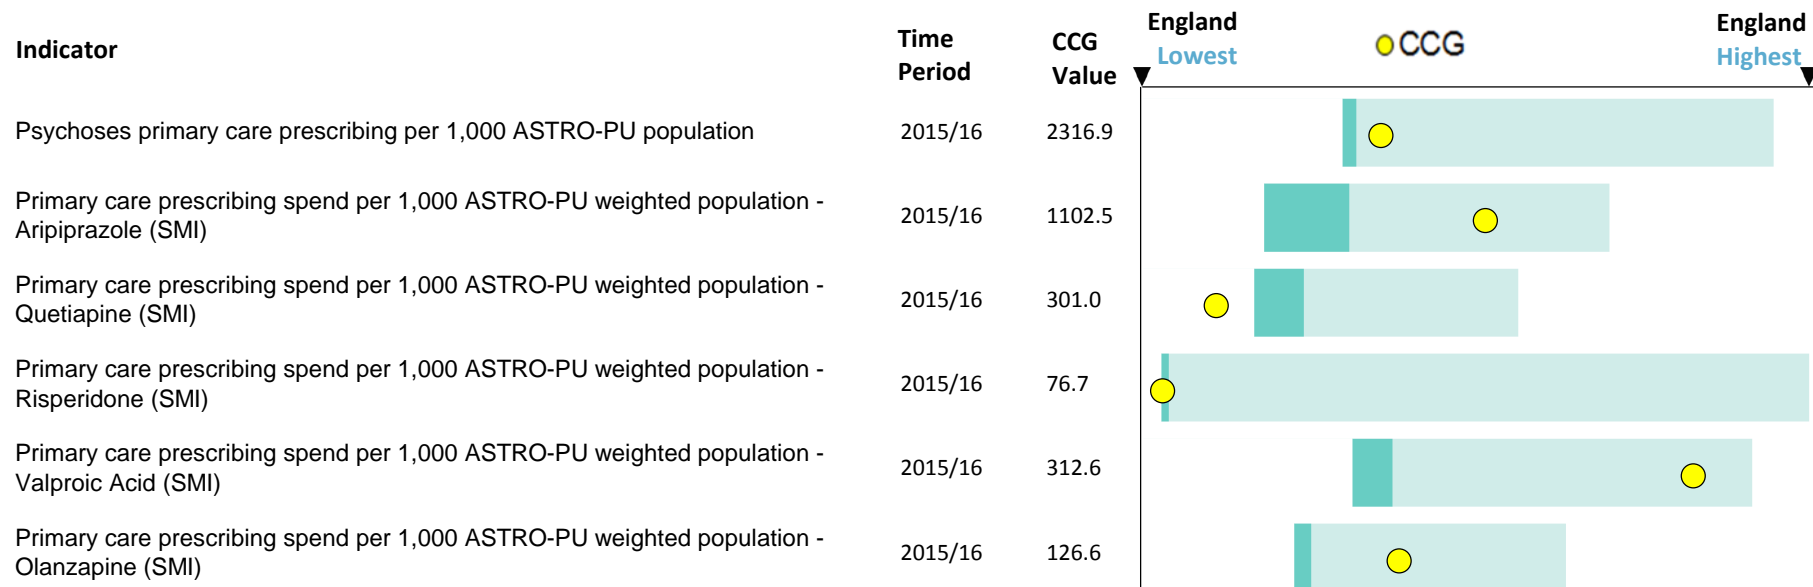 Indicator
Time
Period
CCG
Value
England
Lowest
CCG
England
Highest
Psychoses primary care prescribing per 1,000 ASTRO-PU population
2015/16
2316.9
Primary care prescribing spend per 1,000 ASTRO-PU weighted population -
Aripiprazole (SMI)
2015/16
1102.5
Primary care prescribing spend per 1,000 ASTRO-PU weighted population -
Quetiapine (SMI)
2015/16
301.0
Primary care prescribing spend per 1,000 ASTRO-PU weighted population -
Risperidone (SMI)
2015/16
76.7
Primary care prescribing spend per 1,000 ASTRO-PU weighted population -
Valproic Acid (SMI)
2015/16
312.6
Primary care prescribing spend per 1,000 ASTRO-PU weighted population -
Olanzapine (SMI)
2015/16
126.6